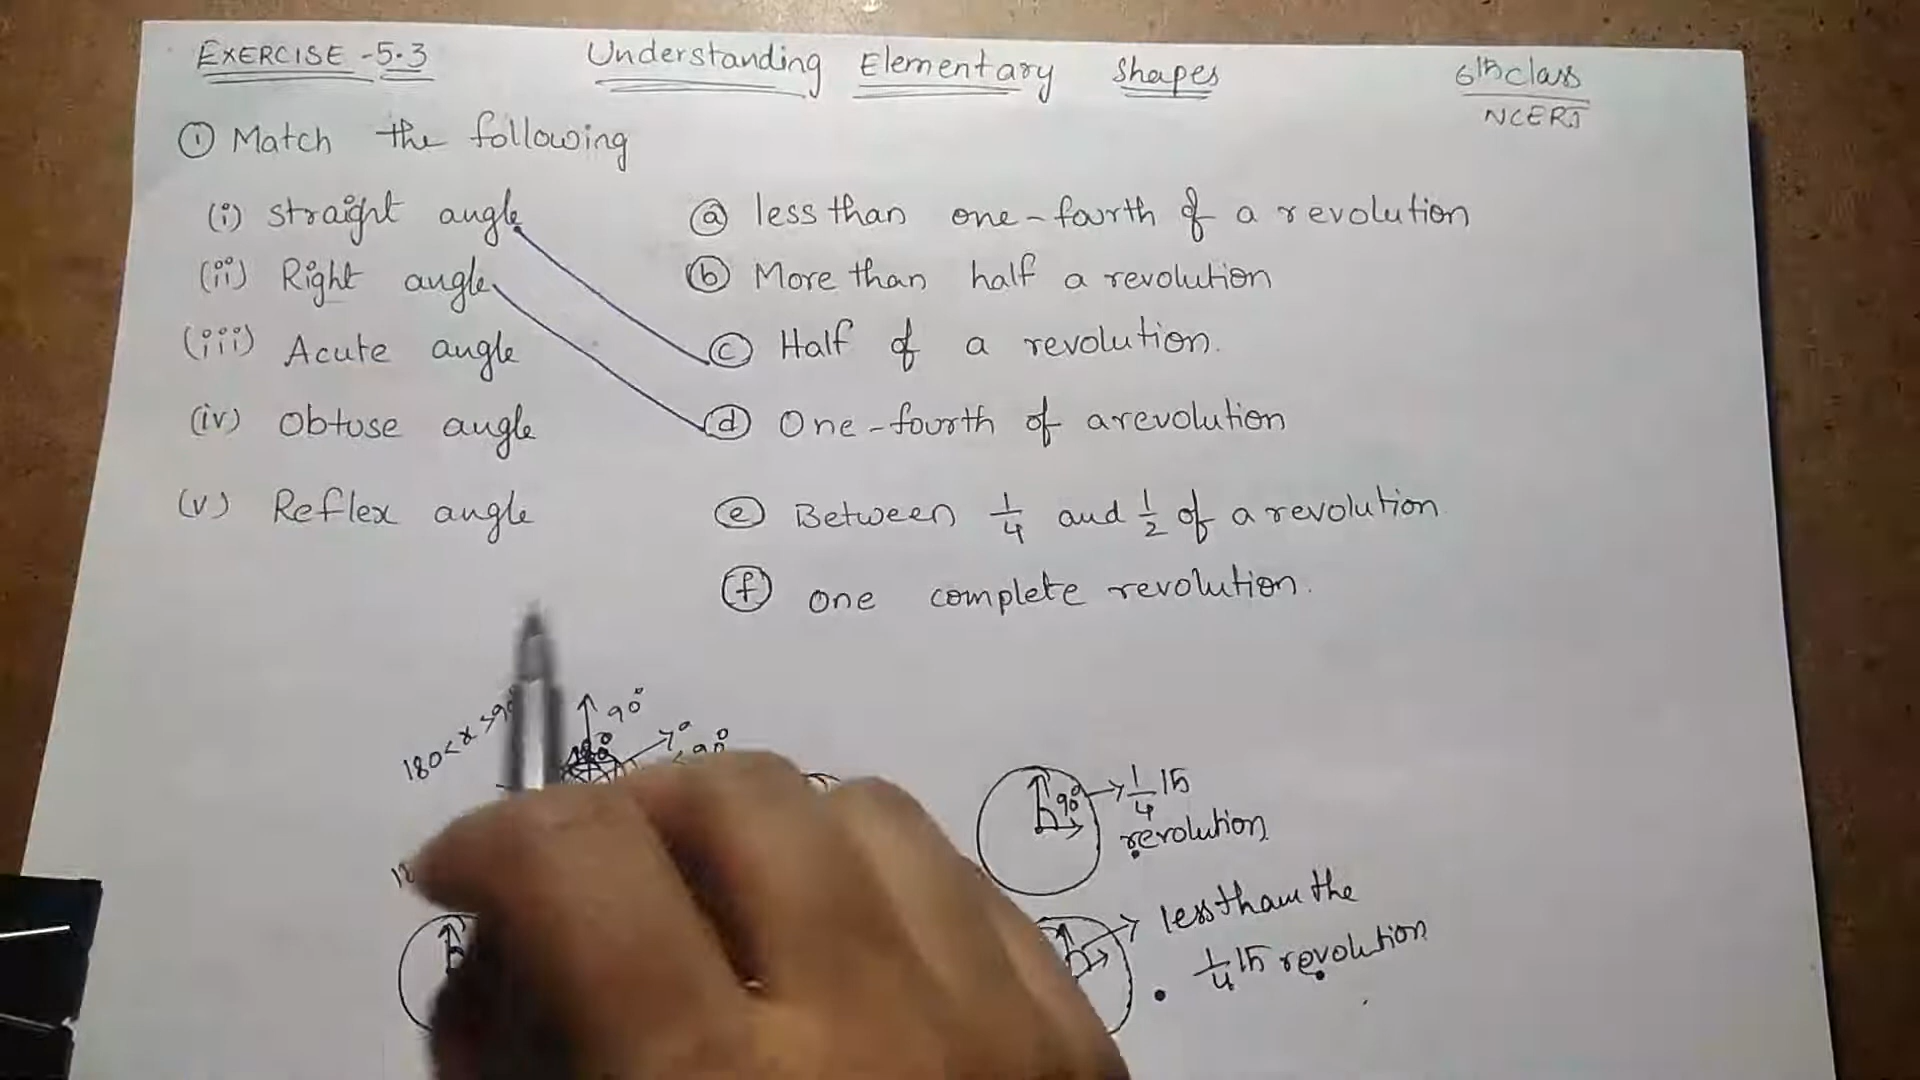 EXERCISE -5.3 Understanding Elementary Shapes 6th class
NCERT
① Match the following
(i) straight angle ⓐ less than one-fourth of a revolution
(ii) Right angle ⓑ More than half a revolution
(iii) Acute angle ⓒ Half of a revolution.
(iv) Obtuse angle ⓓ One-fourth of a revolution
(v) Reflex angle ⓔ Between 1/4 and 1/2 of a revolution
ⓕ one complete revolution.
180<x>9
90°
<90°
90° → 1/4 th
revolution
→ less than the
1/4 th revolution